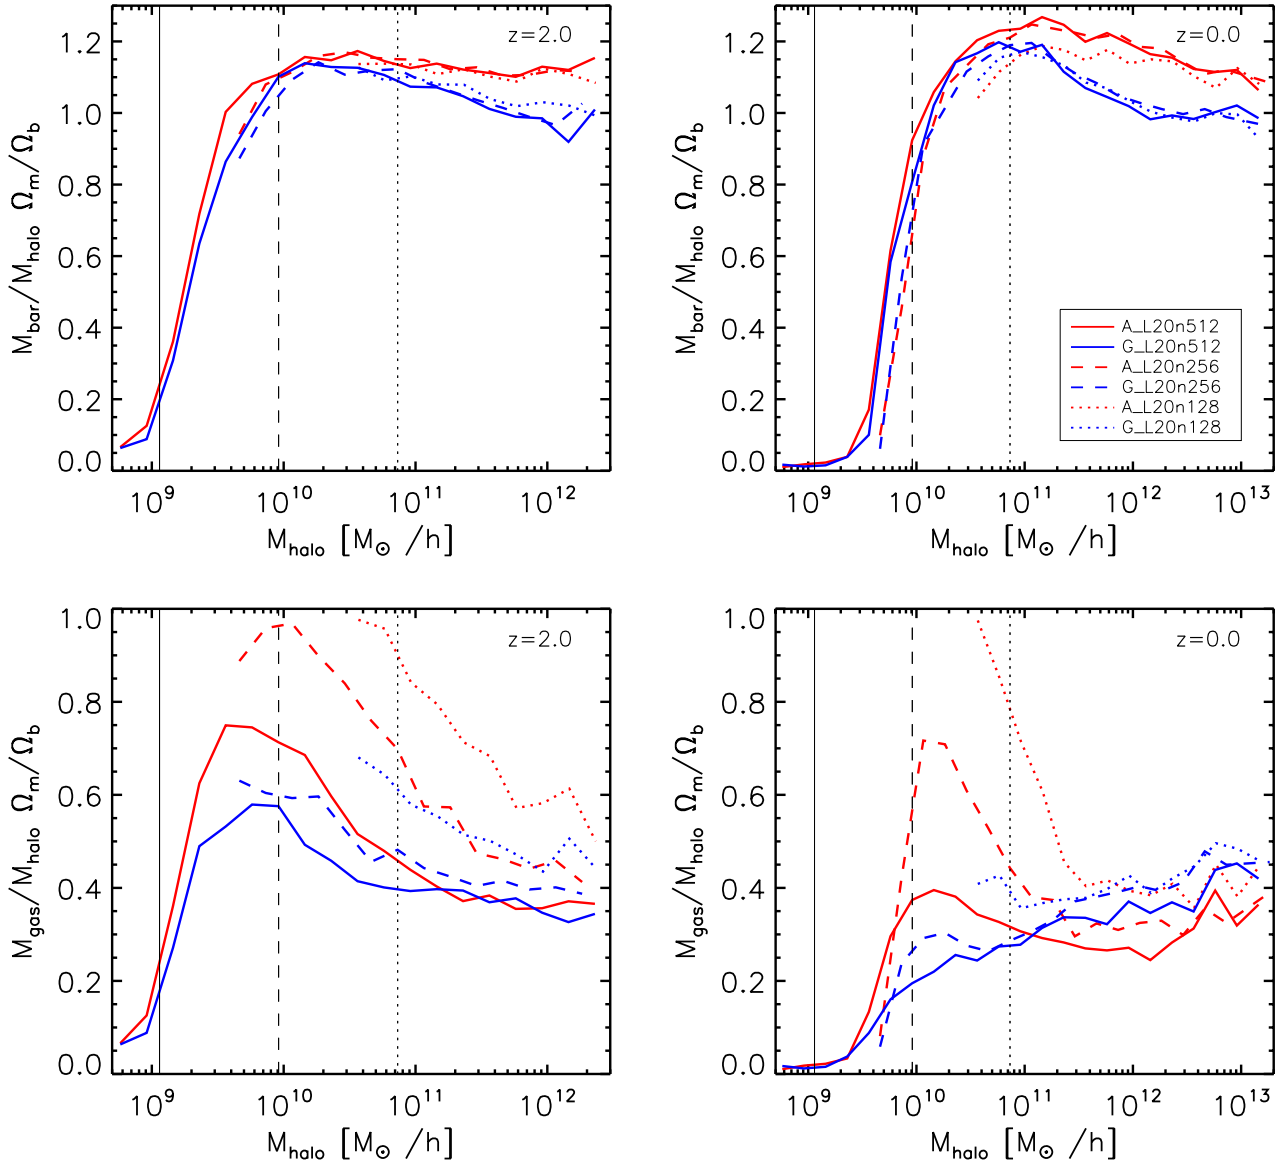 z=2.0
1.2
1.0
0.8
0.6
0.4
0.2
0.0
M_bar/M_halo Ω_m/Ω_b
10^9 10^10 10^11 10^12
M_halo [M_⊙ /h]
z=0.0
1.2
1.0
0.8
0.6
0.4
0.2
0.0
M_bar/M_halo Ω_m/Ω_b
A_L20n512
G_L20n512
A_L20n256
G_L20n256
A_L20n128
G_L20n128
10^9 10^10 10^11 10^12 10^13
M_halo [M_⊙ /h]
z=2.0
1.0
0.8
0.6
0.4
0.2
0.0
M_gas/M_halo Ω_m/Ω_b
10^9 10^10 10^11 10^12
M_halo [M_⊙ /h]
z=0.0
1.0
0.8
0.6
0.4
0.2
0.0
M_gas/M_halo Ω_m/Ω_b
10^9 10^10 10^11 10^12 10^13
M_halo [M_⊙ /h]